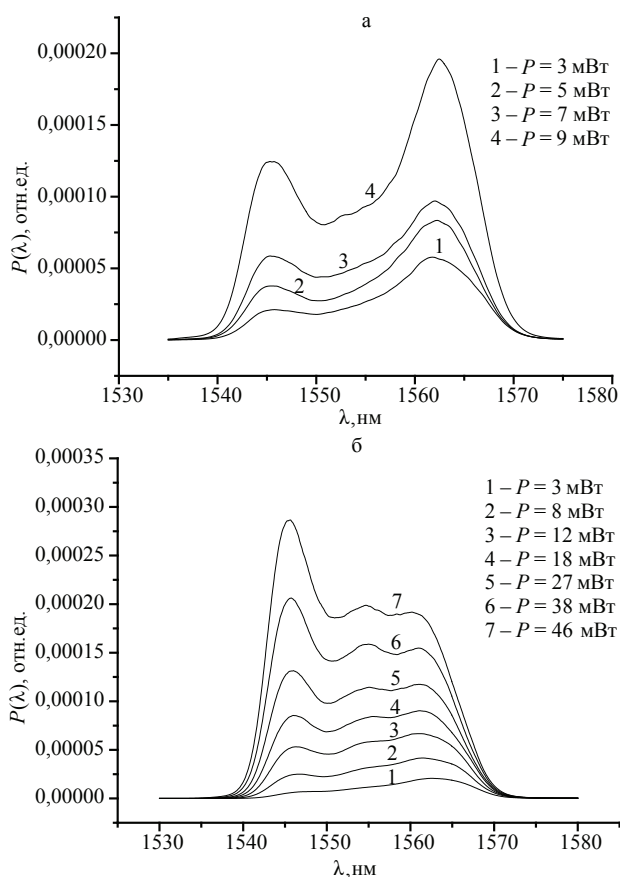 а
0,00020
0,00015
0,00010
0,00005
0,00000
P(λ), отн.ед.
1 – P = 3 мВт
2 – P = 5 мВт
3 – P = 7 мВт
4 – P = 9 мВт
4
3
2
1
1530 1540 1550 1560 1570 1580
λ,нм
б
0,00035
0,00030
0,00025
0,00020
0,00015
0,00010
0,00005
0,00000
P(λ), отн.ед.
1 – P = 3 мВт
2 – P = 8 мВт
3 – P = 12 мВт
4 – P = 18 мВт
5 – P = 27 мВт
6 – P = 38 мВт
7 – P = 46 мВт
7
6
5
4
3
2
1
1530 1540 1550 1560 1570 1580
λ,нм